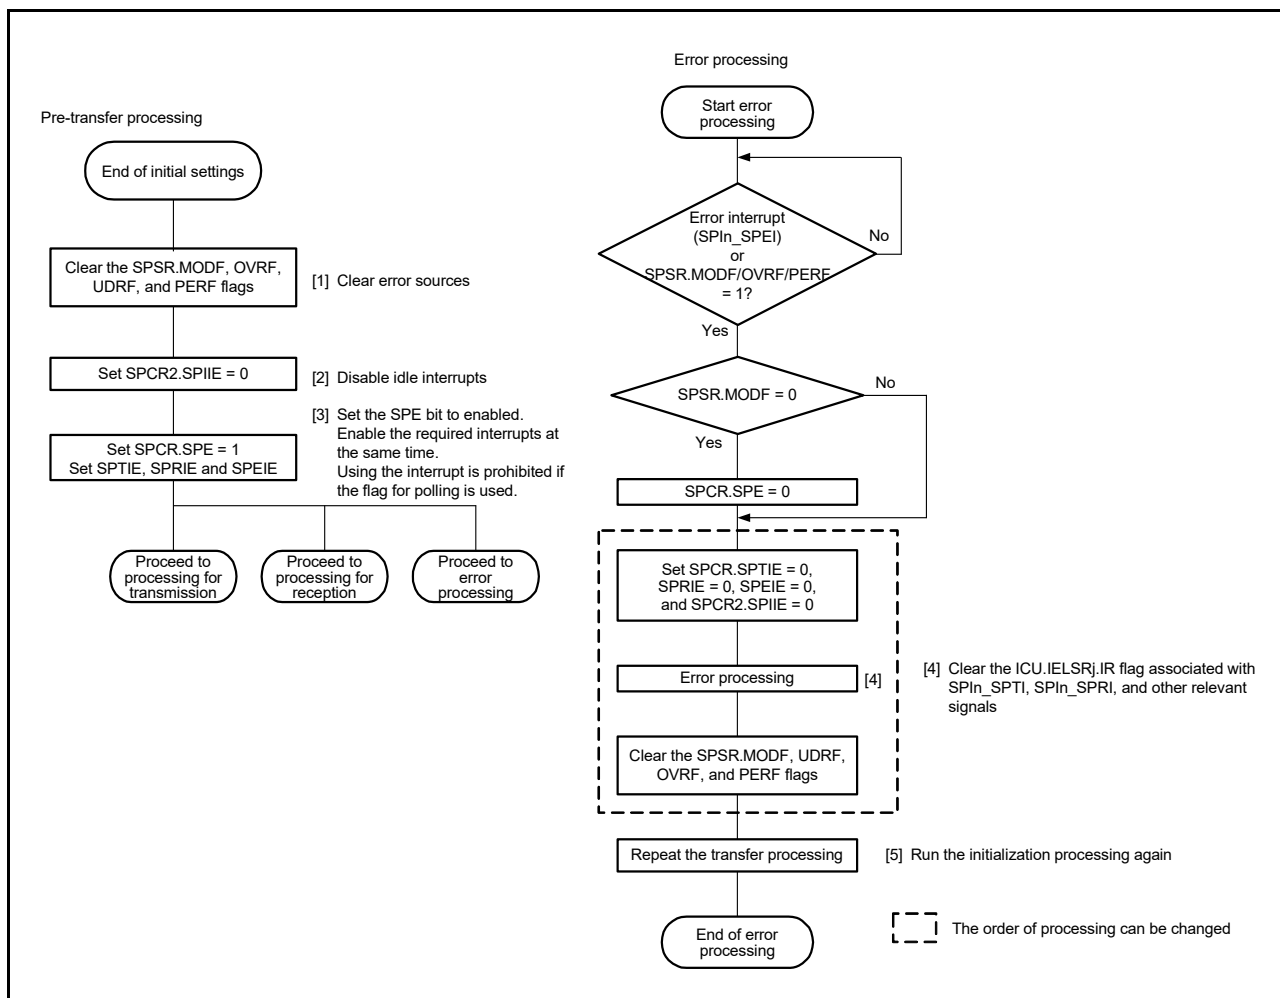 Pre-transfer processing
End of initial settings
Clear the SPSR.MODF, OVRF,
UDRF, and PERF flags
[1] Clear error sources
Set SPCR2.SPIIE = 0
[2] Disable idle interrupts
Set SPCR.SPE = 1
Set SPTIE, SPRIE and SPEIE
[3] Set the SPE bit to enabled.
Enable the required interrupts at
the same time.
Using the interrupt is prohibited if
the flag for polling is used.
Proceed to
processing for
transmission
Proceed to
processing for
reception
Proceed to
error
processing
Error processing
Start error
processing
Error interrupt
(SPIn_SPEI)
or
SPSR.MODF/OVRF/PERF
= 1?
No
Yes
SPSR.MODF = 0
No
Yes
SPCR.SPE = 0
Set SPCR.SPTIE = 0,
SPRIE = 0, SPEIE = 0,
and SPCR2.SPIIE = 0
Error processing
[4]
[4] Clear the ICU.IELSRj.IR flag associated with
SPIn_SPTI, SPIn_SPRI, and other relevant
signals
Clear the SPSR.MODF, UDRF,
OVRF, and PERF flags
Repeat the transfer processing
[5] Run the initialization processing again
End of error
processing
The order of processing can be changed